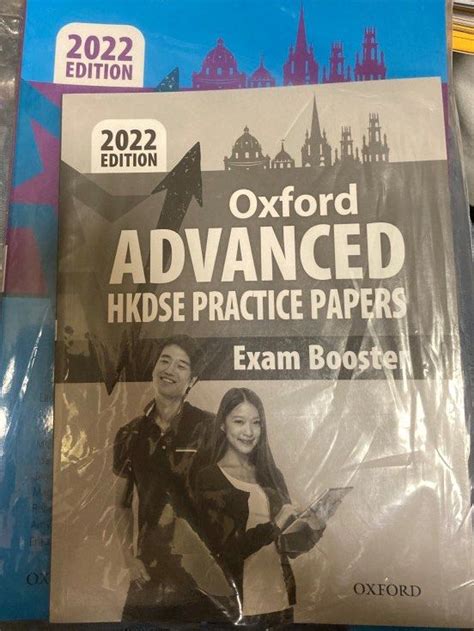 2022
EDITION
2022
EDITION
Oxford
ADVANCED
HKDSE PRACTICE PAPERS
Exam Booster
OXFORD